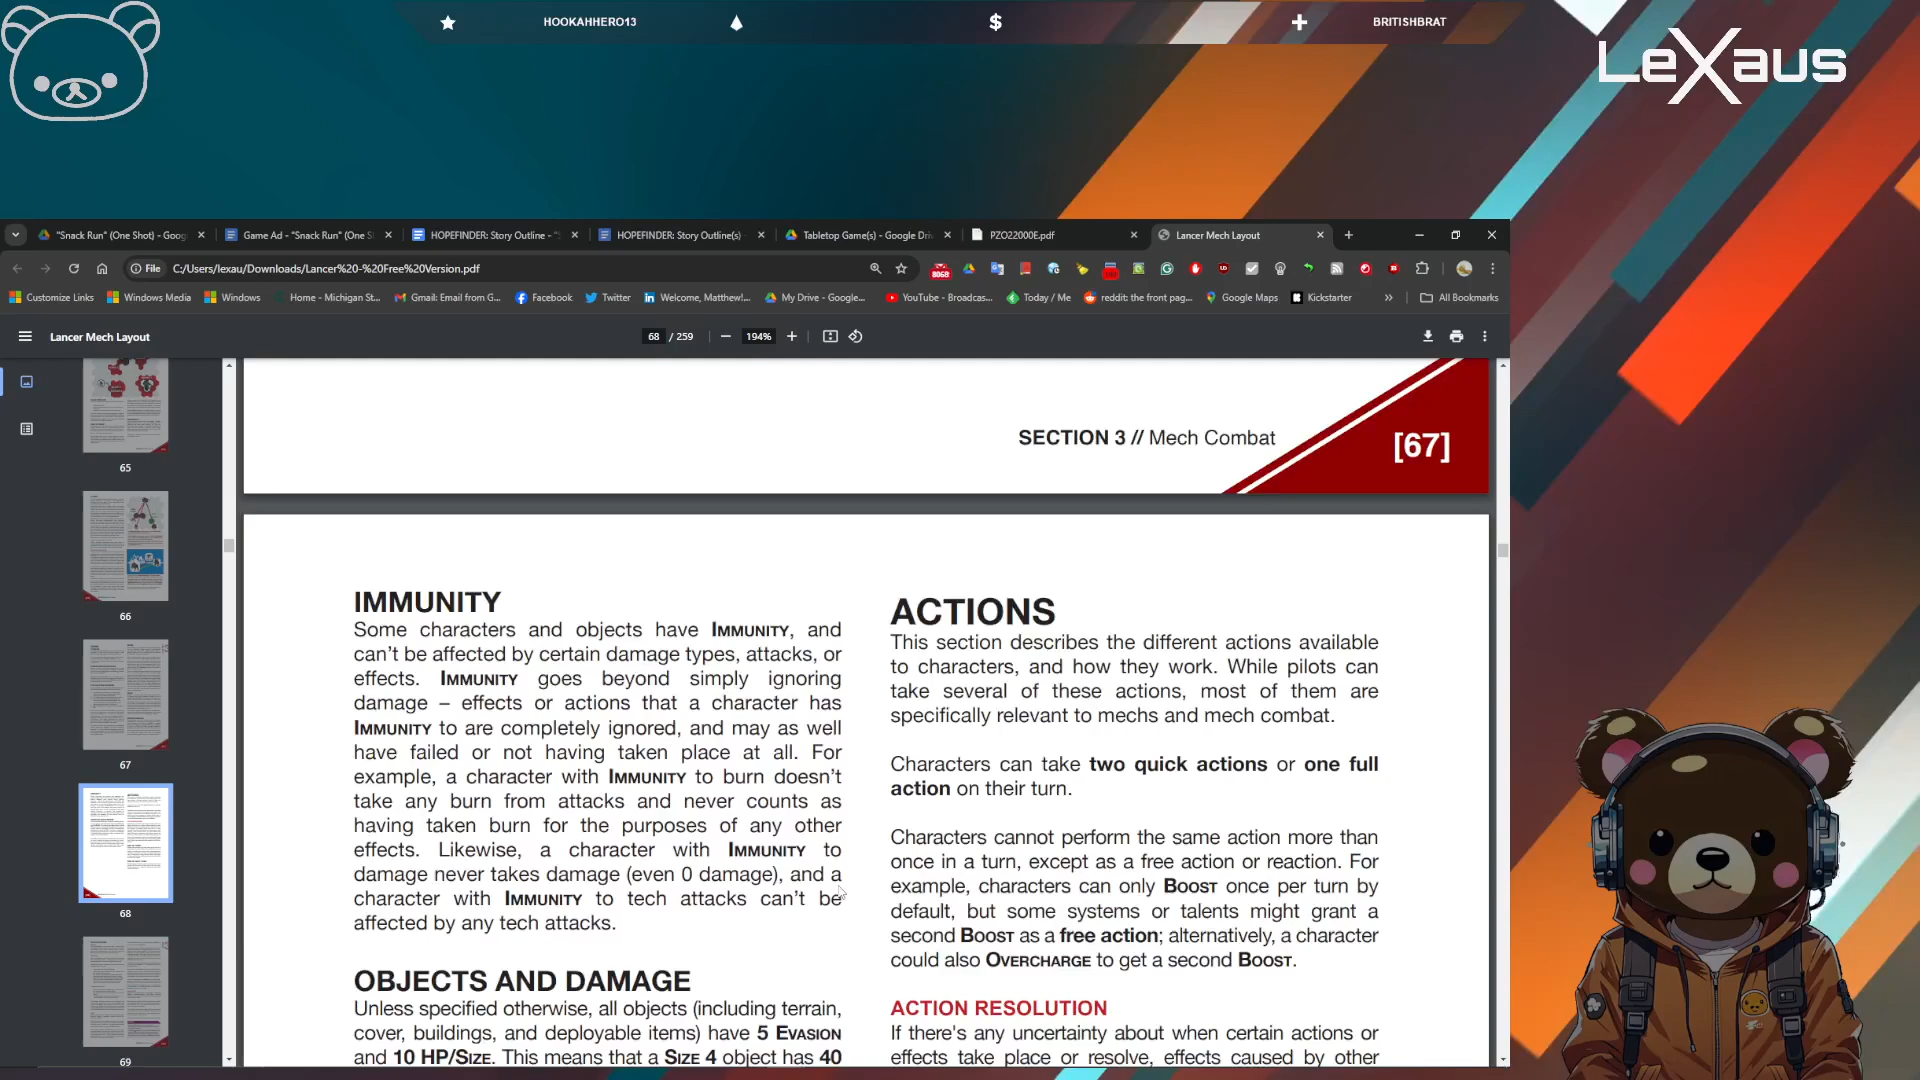 HOOKAHHERO13
$
BRITISHBRAT
LeXaus
"Snack Run" (One Shot) - Goog
Game Ad - "Snack Run" (One S
HOPEFINDER: Story Outline - "S
HOPEFINDER: Story Outline(s)
Tabletop Game(s) - Google Dri
PZO22000E.pdf
Lancer Mech Layout
File
C:/Users/lexau/Downloads/Lancer%20-%20Free%20Version.pdf
8068
Customize Links
Windows Media
Windows
Home - Michigan St...
Gmail: Email from G...
Facebook
Twitter
Welcome, Matthew!...
My Drive - Google...
YouTube - Broadcas...
Today / Me
reddit: the front pag...
Google Maps
Kickstarter
»
All Bookmarks
Lancer Mech Layout
68 / 259
194%
65
66
67
68
69
SECTION 3 // Mech Combat
[67]
IMMUNITY
Some characters and objects have IMMUNITY, and
can't be affected by certain damage types, attacks, or
effects. IMMUNITY goes beyond simply ignoring
damage – effects or actions that a character has
IMMUNITY to are completely ignored, and may as well
have failed or not having taken place at all. For
example, a character with IMMUNITY to burn doesn't
take any burn from attacks and never counts as
having taken burn for the purposes of any other
effects. Likewise, a character with IMMUNITY to
damage never takes damage (even 0 damage), and a
character with IMMUNITY to tech attacks can't be
affected by any tech attacks.
OBJECTS AND DAMAGE
Unless specified otherwise, all objects (including terrain,
cover, buildings, and deployable items) have 5 EVASION
and 10 HP/SIZE. This means that a SIZE 4 object has 40
ACTIONS
This section describes the different actions available
to characters, and how they work. While pilots can
take several of these actions, most of them are
specifically relevant to mechs and mech combat.
Characters can take two quick actions or one full
action on their turn.
Characters cannot perform the same action more than
once in a turn, except as a free action or reaction. For
example, characters can only BOOST once per turn by
default, but some systems or talents might grant a
second BOOST as a free action; alternatively, a character
could also OVERCHARGE to get a second BOOST.
ACTION RESOLUTION
If there's any uncertainty about when certain actions or
effects take place or resolve, effects caused by other